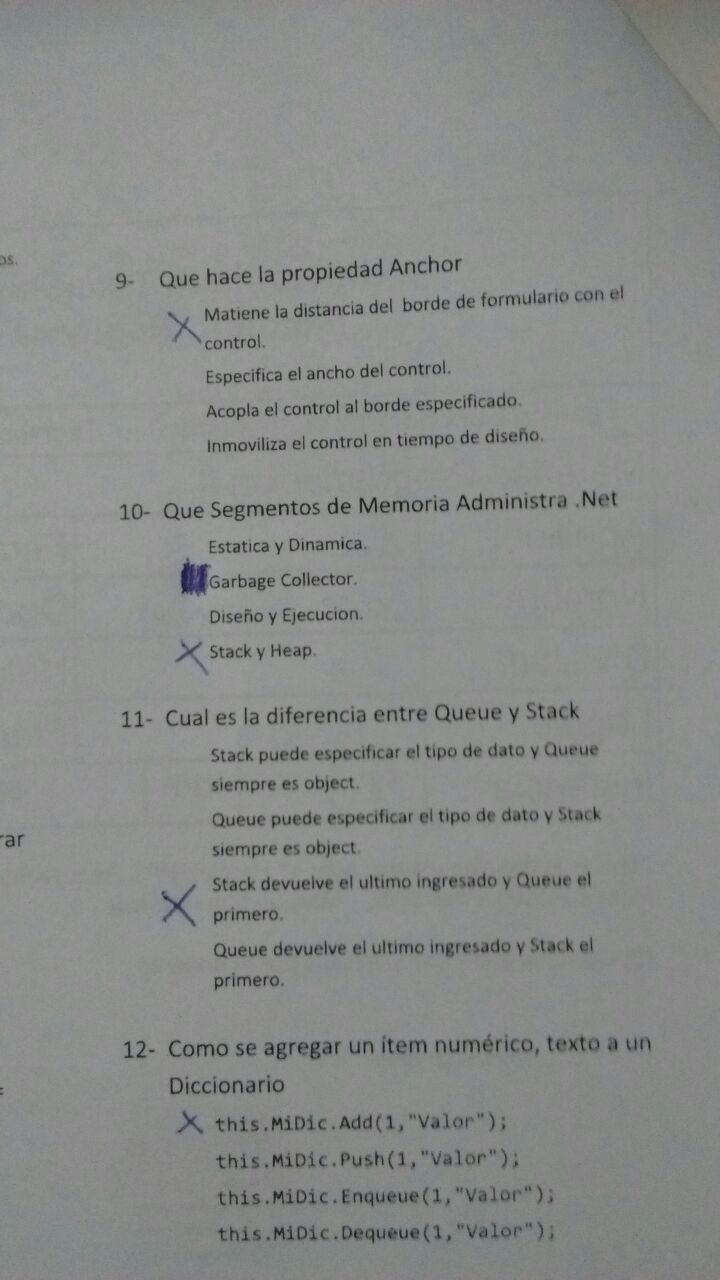 os.
9- Que hace la propiedad Anchor
Matiene la distancia del borde de formulario con el
control.
Especifica el ancho del control.
Acopla el control al borde especificado.
Inmoviliza el control en tiempo de diseño.
10- Que Segmentos de Memoria Administra .Net
Estatica y Dinamica.
Garbage Collector.
Diseño y Ejecucion.
X Stack y Heap.
11- Cual es la diferencia entre Queue y Stack
Stack puede especificar el tipo de dato y Queue
siempre es object.
Queue puede especificar el tipo de dato y Stack
siempre es object.
rar
Stack devuelve el ultimo ingresado y Queue el
primero.
Queue devuelve el ultimo ingresado y Stack el
primero.
12- Como se agregar un ítem numérico, texto a un
Diccionario
this.MiDic.Add(1,"Valor");
this.MiDic.Push(1,"Valor");
this.MiDic.Enqueue(1,"Valor");
this.MiDic.Dequeue(1,"Valor");